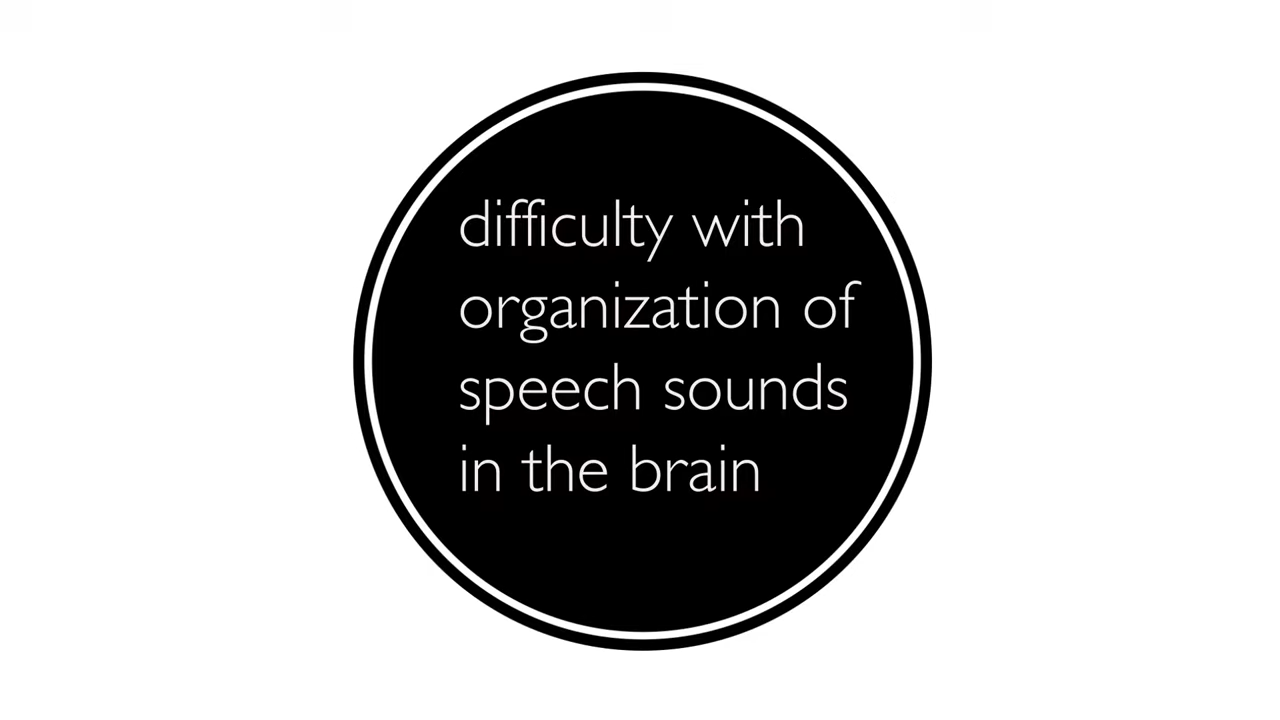 difficulty with
organization of
speech sounds
in the brain